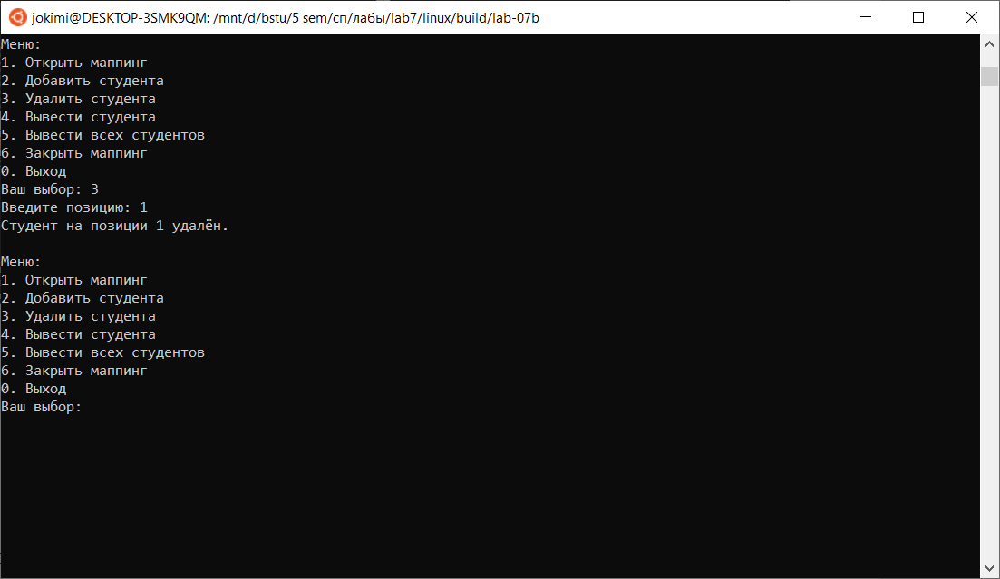 jokimi@DESKTOP-3SMK9QM: /mnt/d/bstu/5 sem/сп/лабы/lab7/linux/build/lab-07b
Меню:
1. Открыть маппинг
2. Добавить студента
3. Удалить студента
4. Вывести студента
5. Вывести всех студентов
6. Закрыть маппинг
0. Выход
Ваш выбор: 3
Введите позицию: 1
Студент на позиции 1 удалён.
Меню:
1. Открыть маппинг
2. Добавить студента
3. Удалить студента
4. Вывести студента
5. Вывести всех студентов
6. Закрыть маппинг
0. Выход
Ваш выбор: